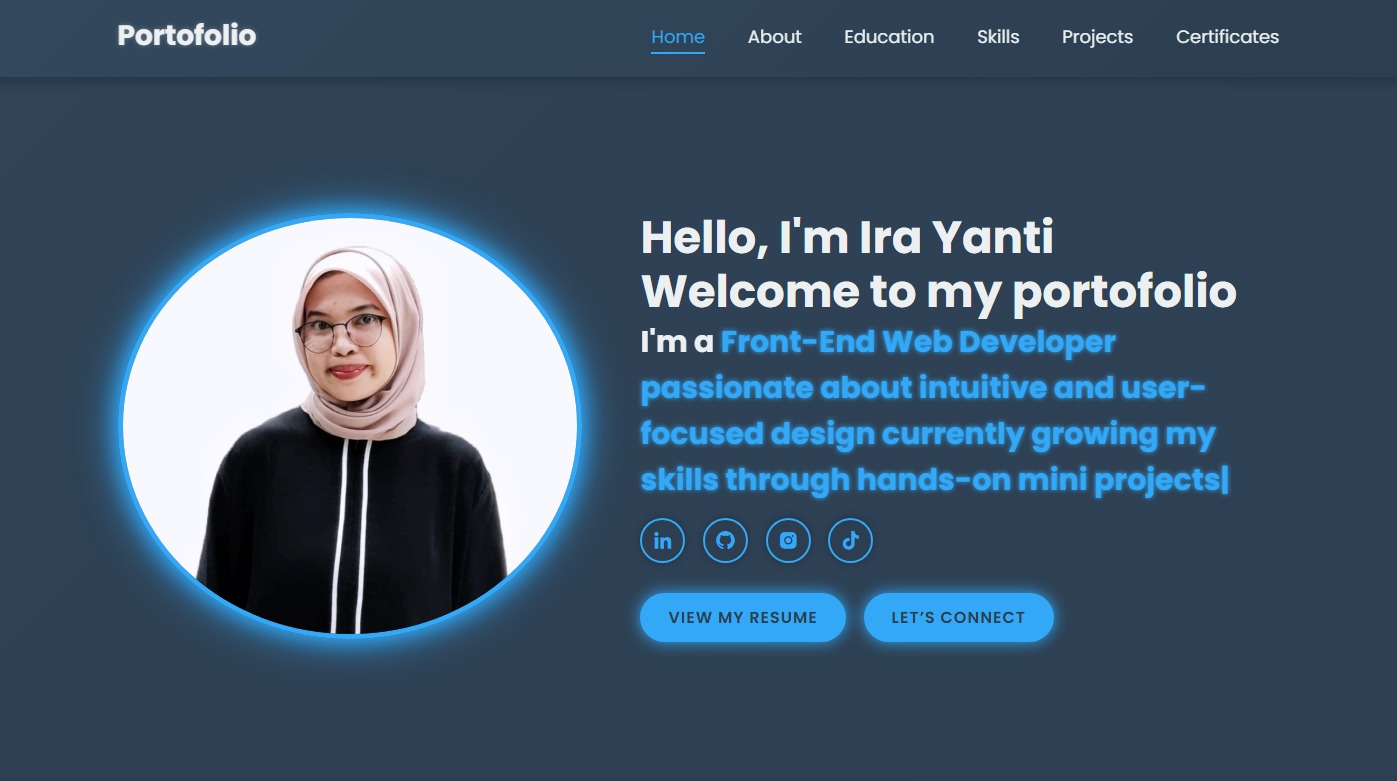 Portofolio
Home About Education Skills Projects Certificates
Hello, I'm Ira Yanti
Welcome to my portofolio
I'm a Front-End Web Developer
passionate about intuitive and user-
focused design currently growing my
skills through hands-on mini projects|
VIEW MY RESUME LET’S CONNECT